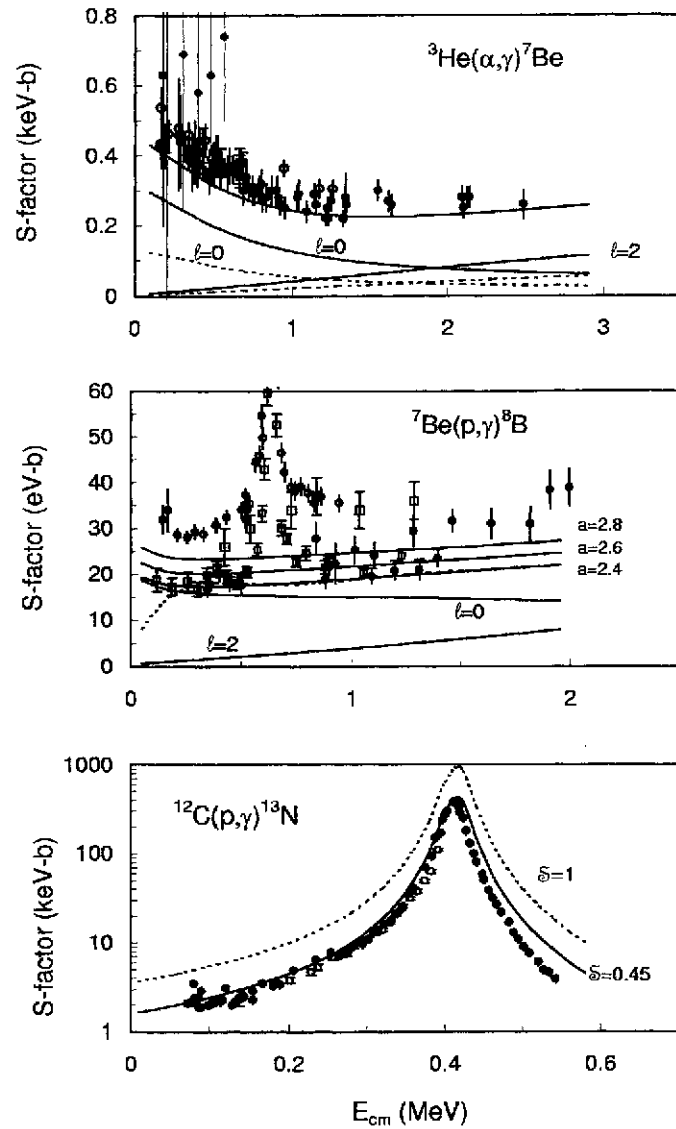 0.8
³He(α,γ)⁷Be
0.6
S-factor (keV-b)
0.4
0.2
ℓ=0
ℓ=0
ℓ=2
0
0
1
2
3
60
⁷Be(p,γ)⁸B
50
40
S-factor (eV-b)
30
a=2.8
a=2.6
20
a=2.4
ℓ=0
10
ℓ=2
0
0
1
2
1000
¹²C(p,γ)¹³N
100
S-factor (keV-b)
S=1
10
S=0.45
1
0
0.2
0.4
0.6
E_cm (MeV)